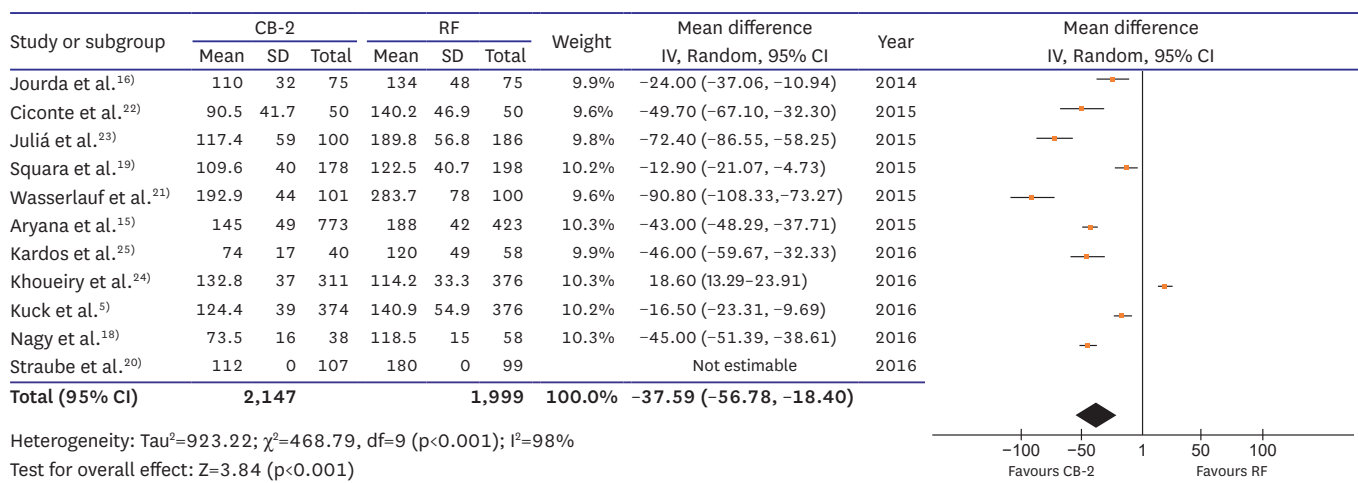 Study or subgroup CB-2 RF Weight Mean difference Year Mean difference
Mean SD Total Mean SD Total IV, Random, 95% CI IV, Random, 95% CI
Jourda et al.16) 110 32 75 134 48 75 9.9% −24.00 (−37.06, −10.94) 2014
Ciconte et al.22) 90.5 41.7 50 140.2 46.9 50 9.6% −49.70 (−67.10, −32.30) 2015
Juliá et al.23) 117.4 59 100 189.8 56.8 186 9.8% −72.40 (−86.55, −58.25) 2015
Squara et al.19) 109.6 40 178 122.5 40.7 198 10.2% −12.90 (−21.07, −4.73) 2015
Wasserlauf et al.21) 192.9 44 101 283.7 78 100 9.6% −90.80 (−108.33,−73.27) 2015
Aryana et al.15) 145 49 773 188 42 423 10.3% −43.00 (−48.29, −37.71) 2015
Kardos et al.25) 74 17 40 120 49 58 9.9% −46.00 (−59.67, −32.33) 2016
Khoueiry et al.24) 132.8 37 311 114.2 33.3 376 10.3% 18.60 (13.29–23.91) 2016
Kuck et al.5) 124.4 39 374 140.9 54.9 376 10.2% −16.50 (−23.31, −9.69) 2016
Nagy et al.18) 73.5 16 38 118.5 15 58 10.3% −45.00 (−51.39, −38.61) 2016
Straube et al.20) 112 0 107 180 0 99 Not estimable 2016
Total (95% CI) 2,147 1,999 100.0% −37.59 (−56.78, −18.40)
Heterogeneity: Tau²=923.22; χ²=468.79, df=9 (p<0.001); I²=98%
Test for overall effect: Z=3.84 (p<0.001)
−100 −50 1 50 100
Favours CB-2 Favours RF